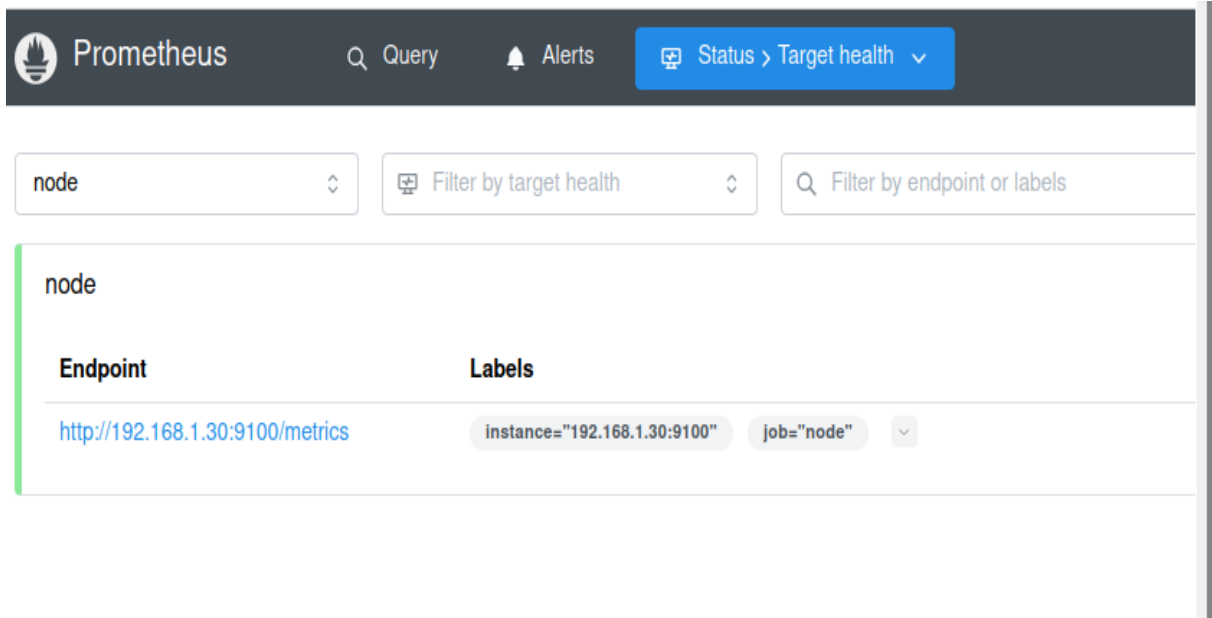 Prometheus Query Alerts Status > Target health
node Filter by target health Filter by endpoint or labels
node
Endpoint Labels
http://192.168.1.30:9100/metrics instance="192.168.1.30:9100" job="node"